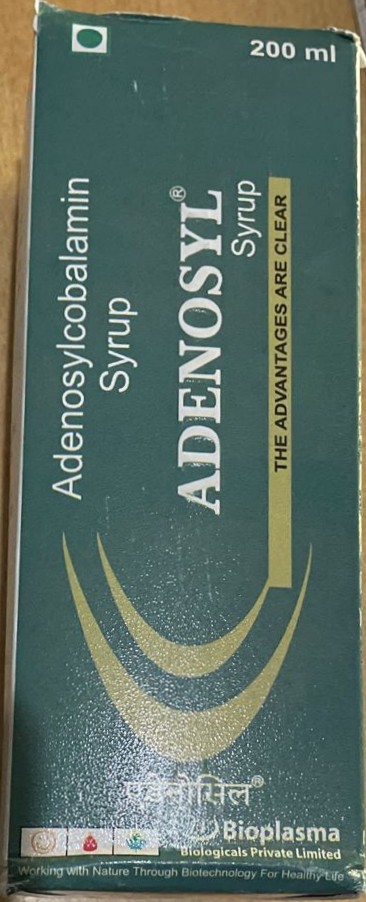 200 ml
Adenosylcobalamin
Syrup
ADENOSYL®
Syrup
THE ADVANTAGES ARE CLEAR
एडेनोसिल®
Bioplasma
Biologicals Private Limited
Working with Nature Through Biotechnology For Healthy Life